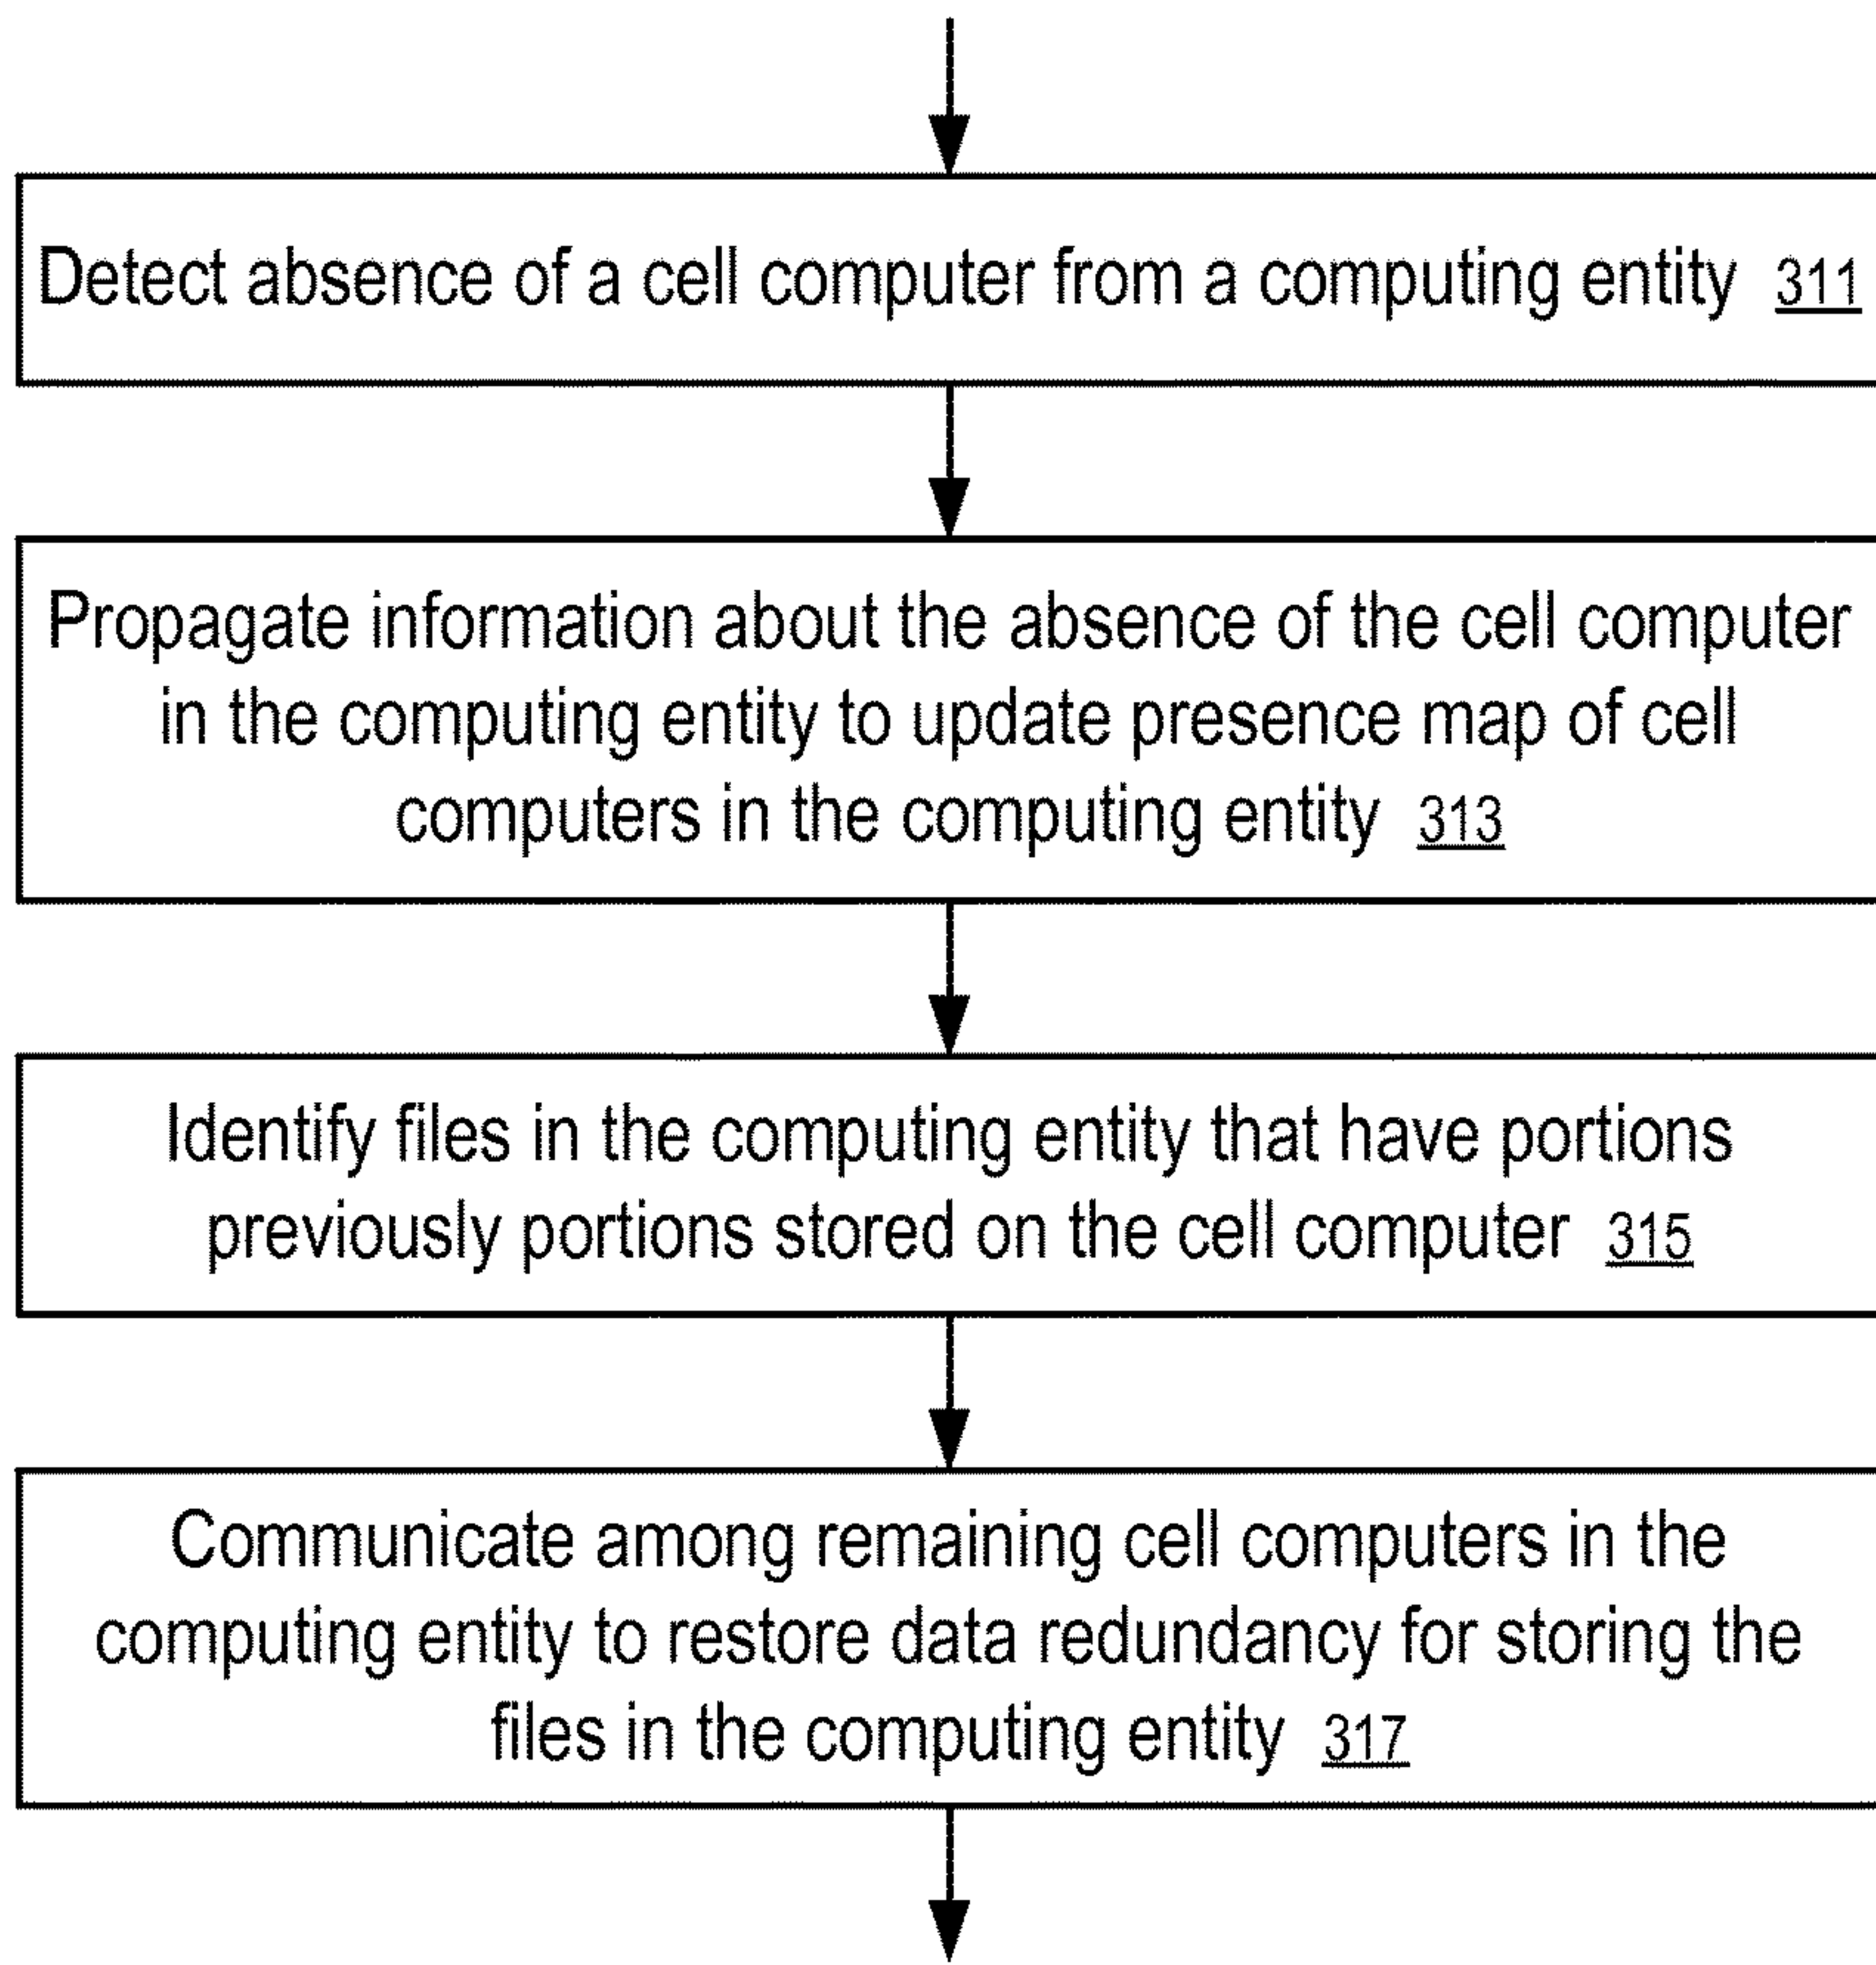 Detect absence of a cell computer from a computing entity 311
Propagate information about the absence of the cell computer
in the computing entity to update presence map of cell
computers in the computing entity 313
Identify files in the computing entity that have portions
previously portions stored on the cell computer 315
Communicate among remaining cell computers in the
computing entity to restore data redundancy for storing the
files in the computing entity 317